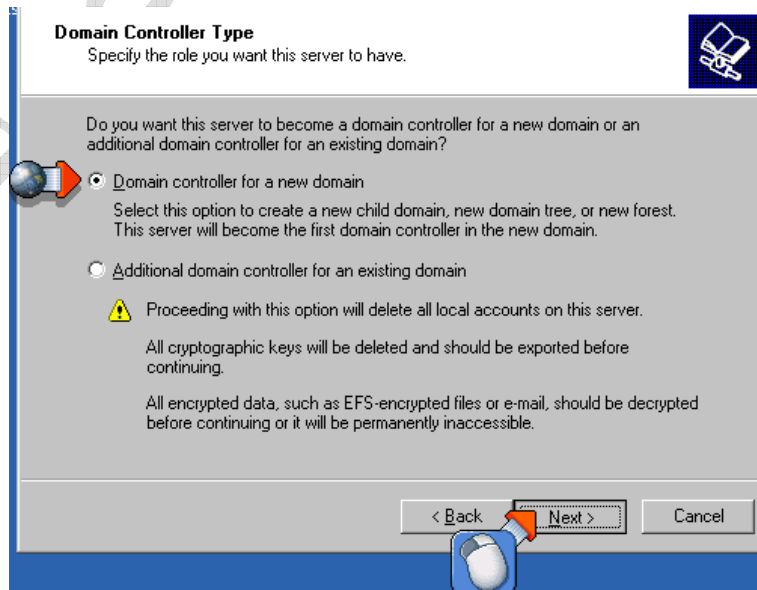 Domain Controller Type
Specify the role you want this server to have.
Do you want this server to become a domain controller for a new domain or an
additional domain controller for an existing domain?
Domain controller for a new domain
Select this option to create a new child domain, new domain tree, or new forest.
This server will become the first domain controller in the new domain.
Additional domain controller for an existing domain
Proceeding with this option will delete all local accounts on this server.
All cryptographic keys will be deleted and should be exported before
continuing.
All encrypted data, such as EFS-encrypted files or e-mail, should be decrypted
before continuing or it will be permanently inaccessible.
< Back Next > Cancel